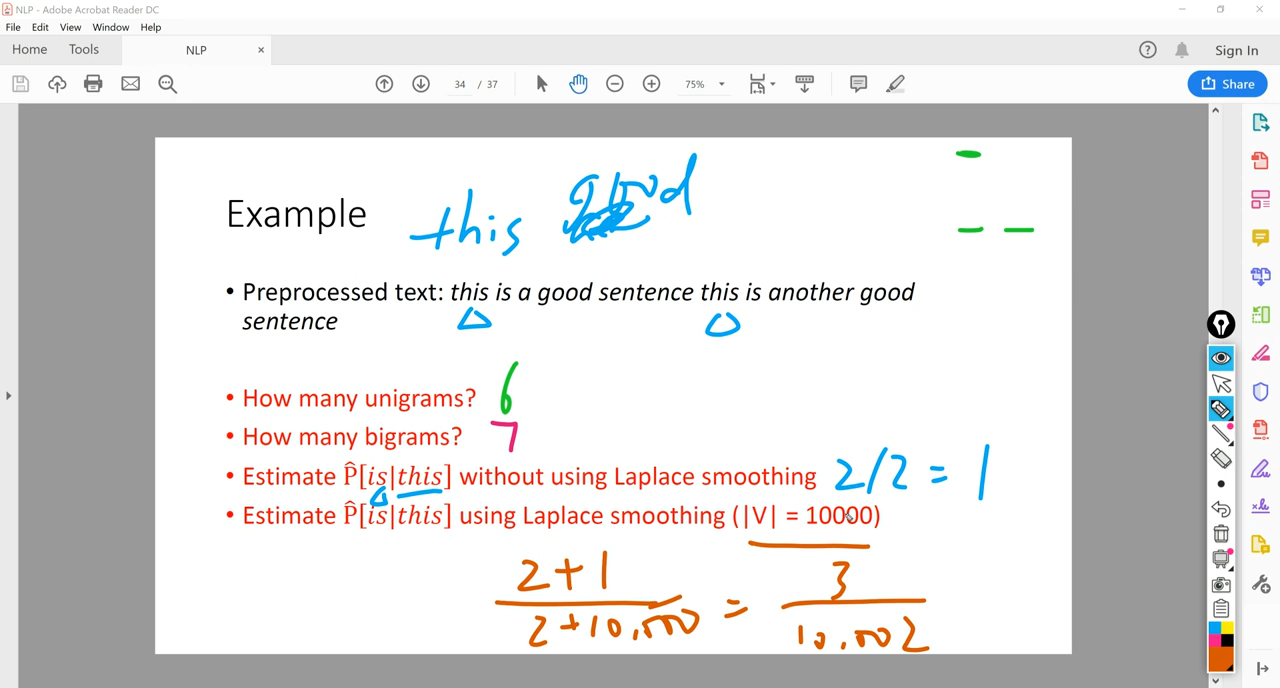 NLP - Adobe Acrobat Reader DC
File Edit View Window Help
Home Tools NLP × Sign In
34 / 37 75% Share
this good
Example
• Preprocessed text: this is a good sentence this is another good
sentence
• How many unigrams? 6
• How many bigrams? 7
• Estimate P̂[is|this] without using Laplace smoothing 2/2 = 1
• Estimate P̂[is|this] using Laplace smoothing (|V| = 10000)
2+1 = 3
2+10,000 10,002